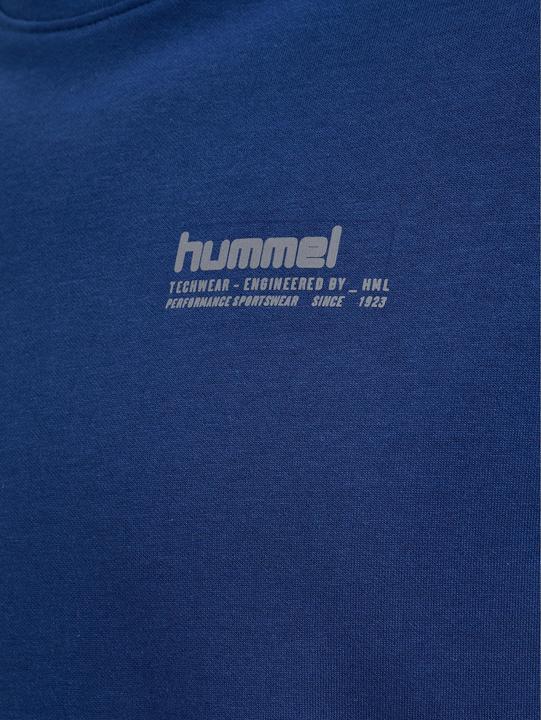 hummel
TECHWEAR - ENGINEERED BY _ HML
PERFORMANCE SPORTSWEAR SINCE 1923